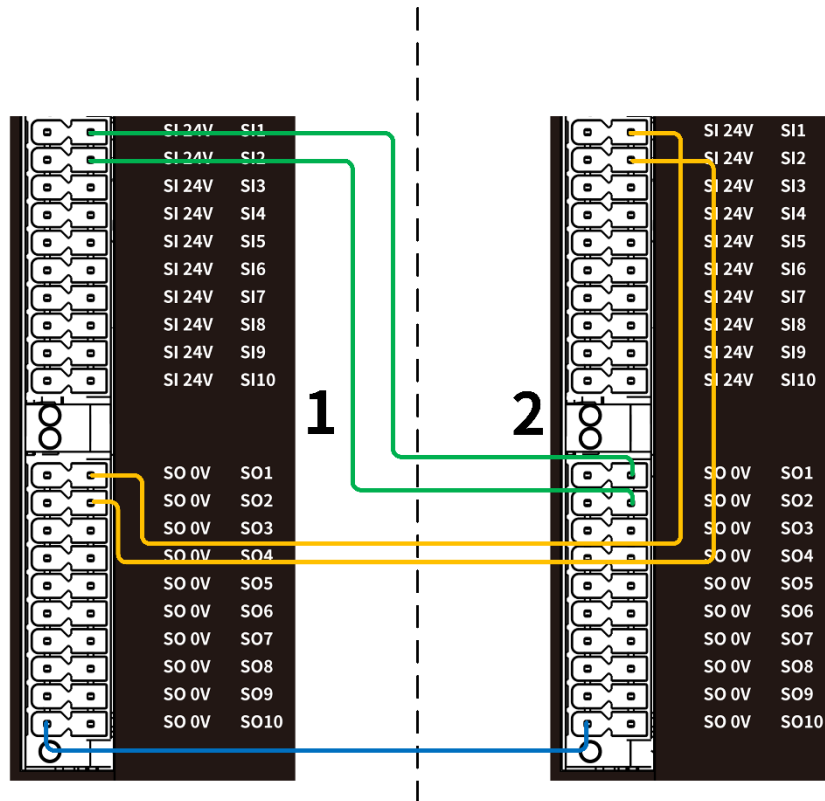 SI 24V SI1
SI 24V SI2
SI 24V SI3
SI 24V SI4
SI 24V SI5
SI 24V SI6
SI 24V SI7
SI 24V SI8
SI 24V SI9
SI 24V SI10
1
SO 0V SO1
SO 0V SO2
SO 0V SO3
SO 0V SO4
SO 0V SO5
SO 0V SO6
SO 0V SO7
SO 0V SO8
SO 0V SO9
SO 0V SO10
SI 24V SI1
SI 24V SI2
SI 24V SI3
SI 24V SI4
SI 24V SI5
SI 24V SI6
SI 24V SI7
SI 24V SI8
SI 24V SI9
SI 24V SI10
2
SO 0V SO1
SO 0V SO2
SO 0V SO3
SO 0V SO4
SO 0V SO5
SO 0V SO6
SO 0V SO7
SO 0V SO8
SO 0V SO9
SO 0V SO10